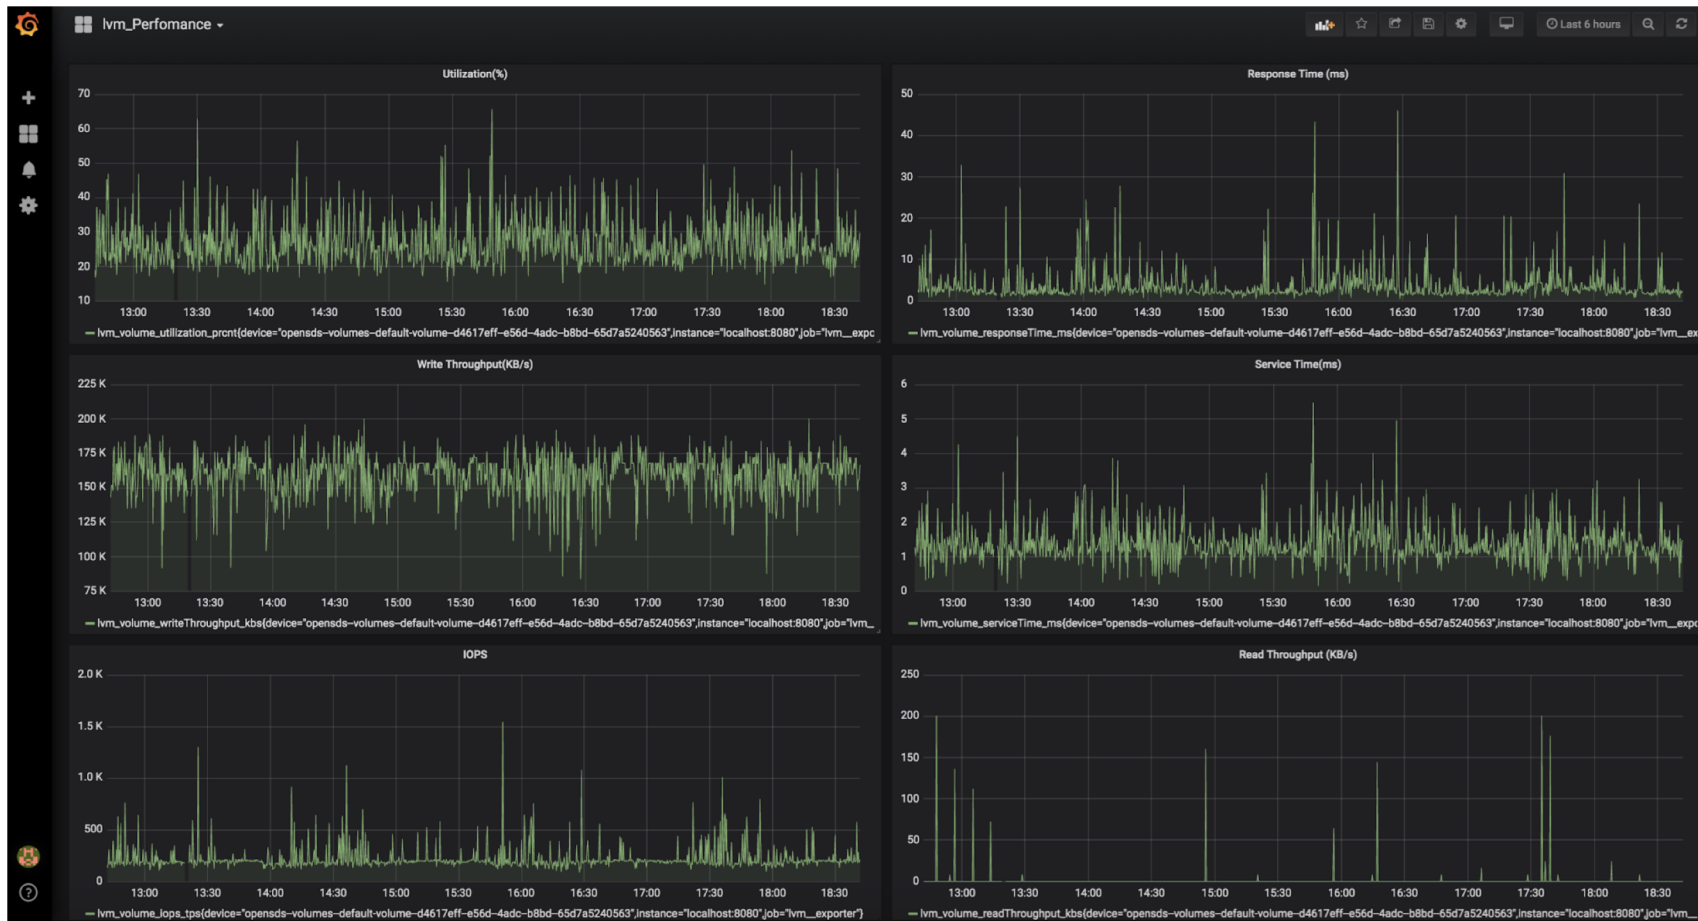 lvm_Perfomance
Last 6 hours
Utilization(%)
70
60
50
40
30
20
10
13:00 13:30 14:00 14:30 15:00 15:30 16:00 16:30 17:00 17:30 18:00 18:30
lvm_volume_utilization_prcnt{device="opensds-volumes-default-volume-d4617eff-e56d-4adc-b8bd-65d7a5240563",instance="localhost:8080",job="lvm__expo
Response Time (ms)
50
40
30
20
10
0
13:00 13:30 14:00 14:30 15:00 15:30 16:00 16:30 17:00 17:30 18:00 18:30
lvm_volume_responseTime_ms{device="opensds-volumes-default-volume-d4617eff-e56d-4adc-b8bd-65d7a5240563",instance="localhost:8080",job="lvm__ex
Write Throughput(KB/s)
225 K
200 K
175 K
150 K
125 K
100 K
75 K
13:00 13:30 14:00 14:30 15:00 15:30 16:00 16:30 17:00 17:30 18:00 18:30
lvm_volume_writeThroughput_kbs{device="opensds-volumes-default-volume-d4617eff-e56d-4adc-b8bd-65d7a5240563",instance="localhost:8080",job="lvm_
Service Time(ms)
6
5
4
3
2
1
0
13:00 13:30 14:00 14:30 15:00 15:30 16:00 16:30 17:00 17:30 18:00 18:30
lvm_volume_serviceTime_ms{device="opensds-volumes-default-volume-d4617eff-e56d-4adc-b8bd-65d7a5240563",instance="localhost:8080",job="lvm__expo
IOPS
2.0 K
1.5 K
1.0 K
500
0
13:00 13:30 14:00 14:30 15:00 15:30 16:00 16:30 17:00 17:30 18:00 18:30
lvm_volume_iops_tps{device="opensds-volumes-default-volume-d4617eff-e56d-4adc-b8bd-65d7a5240563",instance="localhost:8080",job="lvm_exporter"}
Read Throughput (KB/s)
250
200
150
100
50
0
13:00 13:30 14:00 14:30 15:00 15:30 16:00 16:30 17:00 17:30 18:00 18:30
lvm_volume_readThroughput_kbs{device="opensds-volumes-default-volume-d4617eff-e56d-4adc-b8bd-65d7a5240563",instance="localhost:8080",job="lvm_